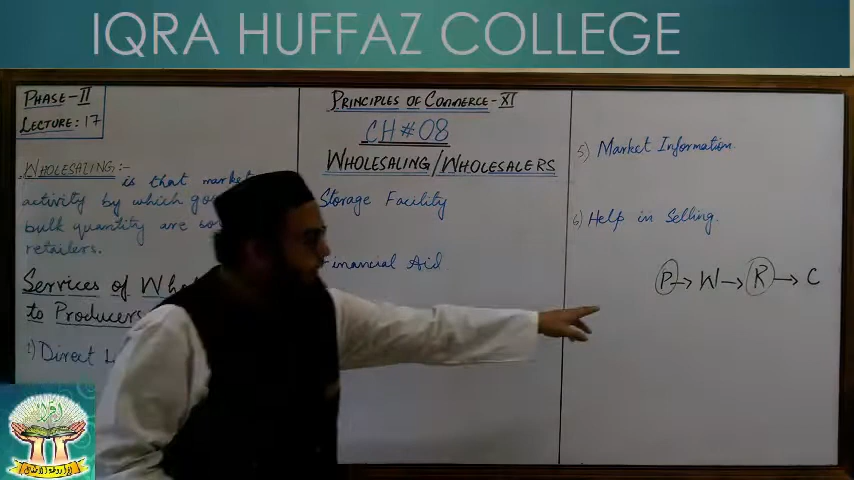 IQRA HUFFAZ COLLEGE
PHASE-II
LECTURE: 17
WHOLESALING:-
is that market
activity by which go
bulk quantity are so
retailers.
Services of Wh
to Producers
1) Direct
PRINCIPLES OF COMMERCE-XI
CH#08
WHOLESALING/WHOLESALERS
Storage Facility
Financial Aid
5) Market Information.
6) Help in Selling.
P→W→R→C